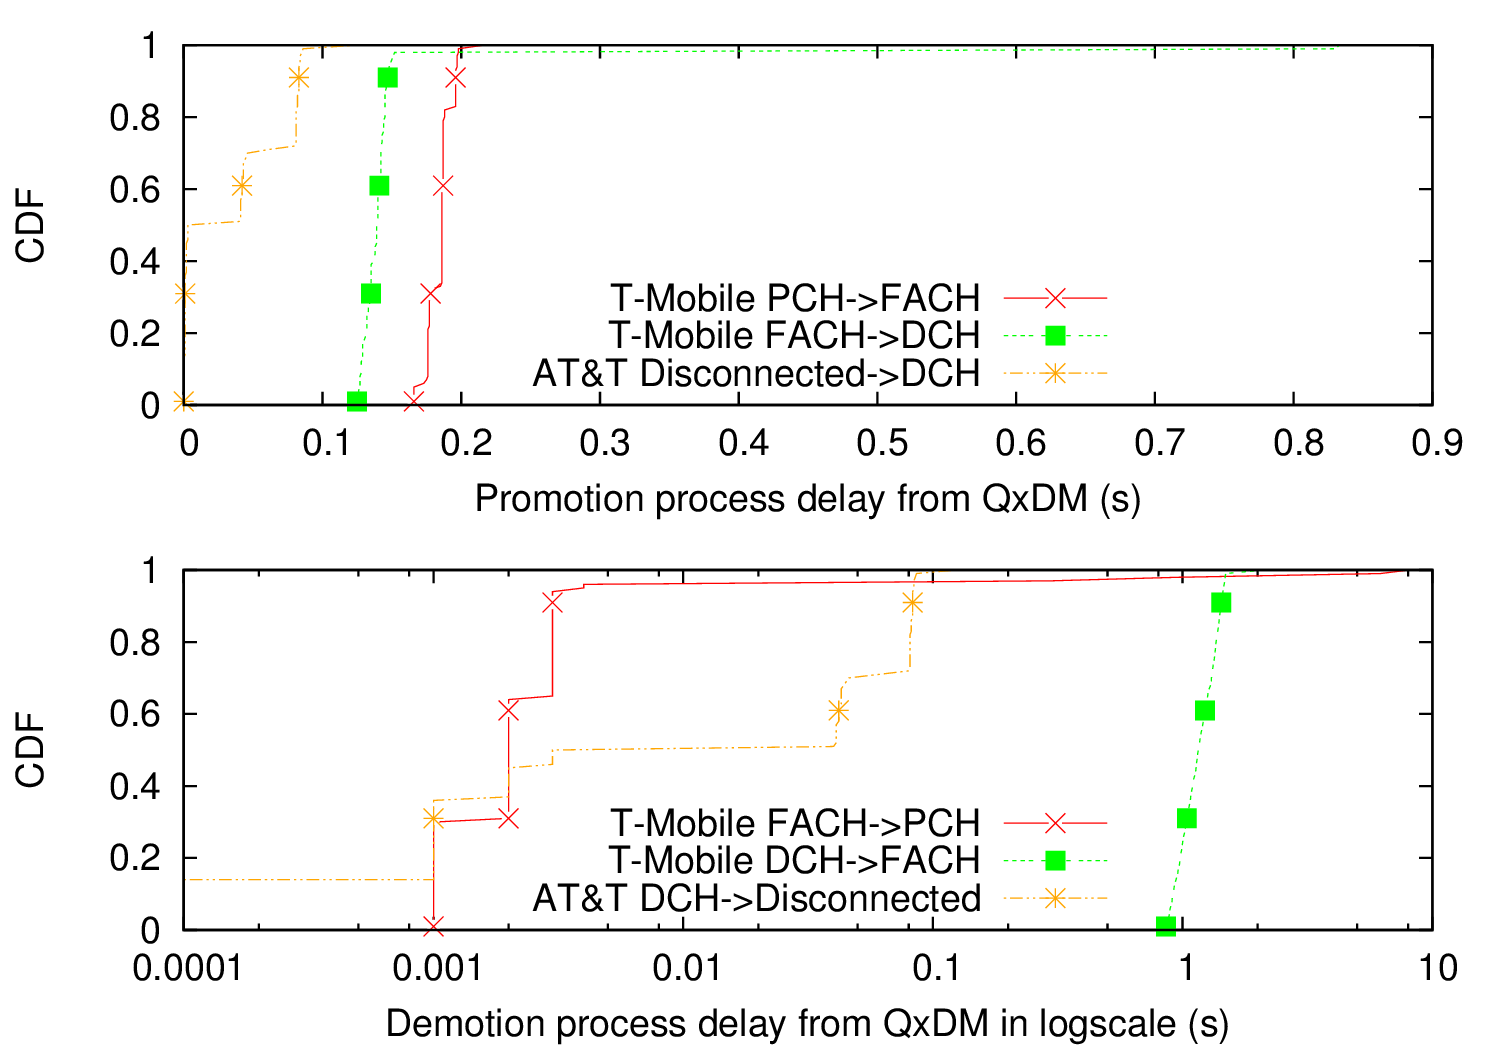 1
0.8
0.6
0.4
0.2
0
CDF
T-Mobile PCH->FACH
T-Mobile FACH->DCH
AT&T Disconnected->DCH
0 0.1 0.2 0.3 0.4 0.5 0.6 0.7 0.8 0.9
Promotion process delay from QxDM (s)
1
0.8
0.6
0.4
0.2
0
CDF
T-Mobile FACH->PCH
T-Mobile DCH->FACH
AT&T DCH->Disconnected
0.0001 0.001 0.01 0.1 1 10
Demotion process delay from QxDM in logscale (s)